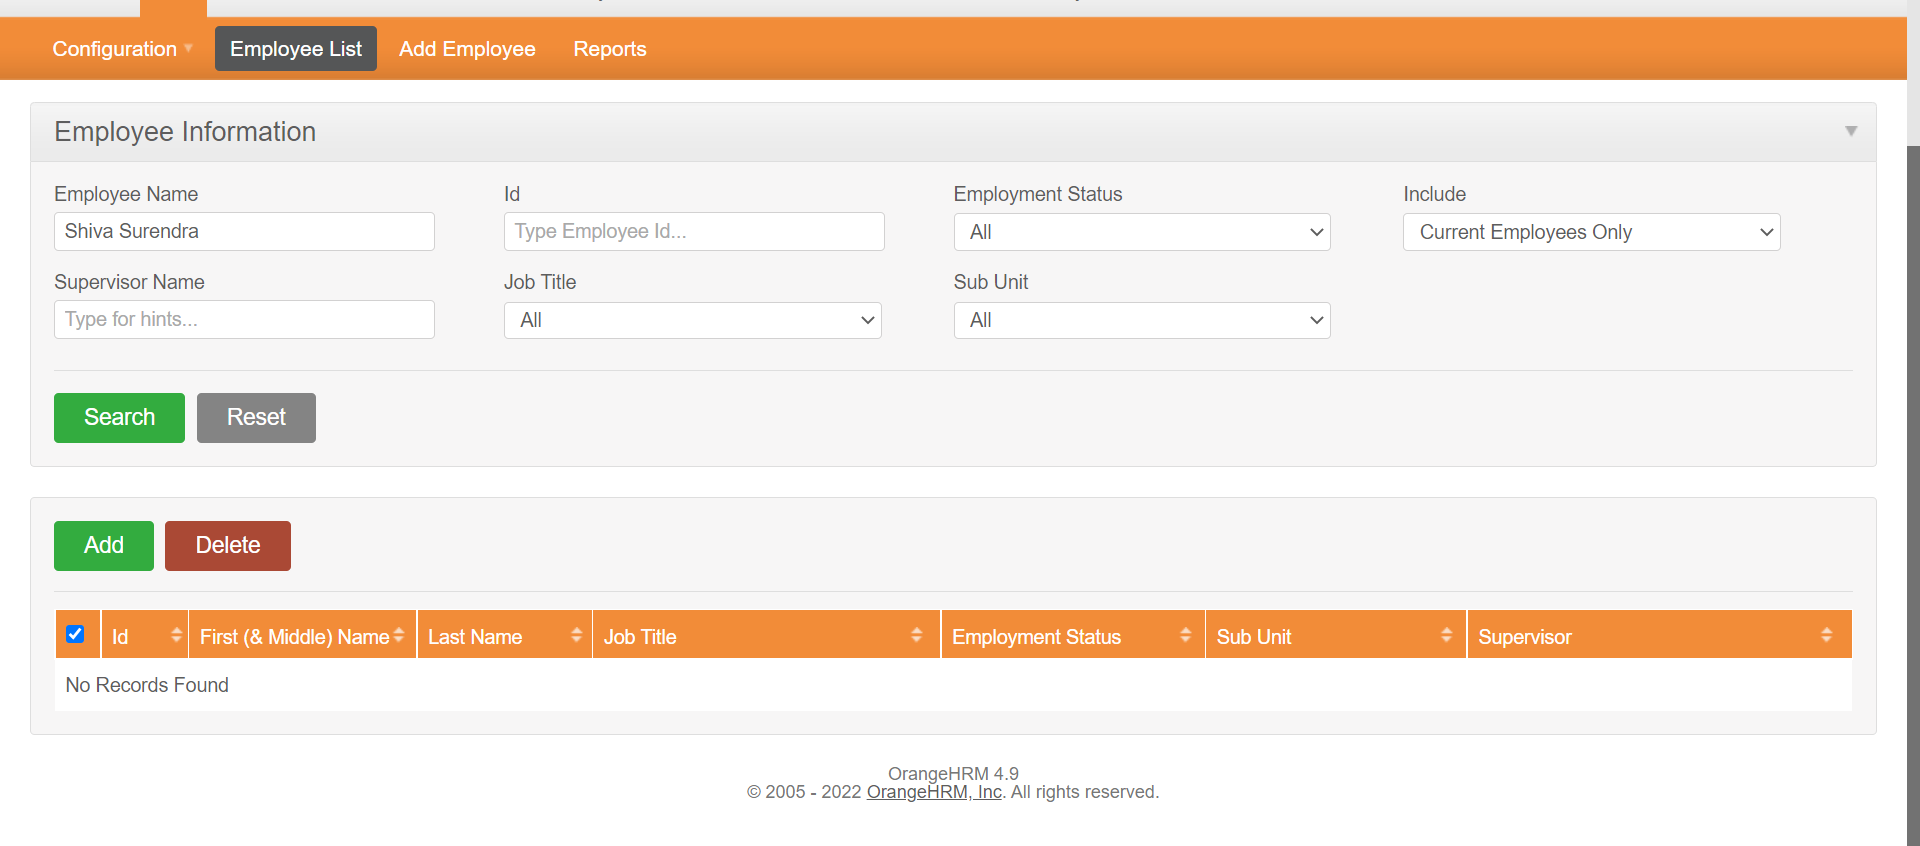 Configuration Employee List Add Employee Reports
Employee Information
Employee Name Id Employment Status Include
Shiva Surendra Type Employee Id... All Current Employees Only
Supervisor Name Job Title Sub Unit
Type for hints... All All
Search Reset
Add Delete
Id First (& Middle) Name Last Name Job Title Employment Status Sub Unit Supervisor
No Records Found
OrangeHRM 4.9
© 2005 - 2022 OrangeHRM, Inc. All rights reserved.